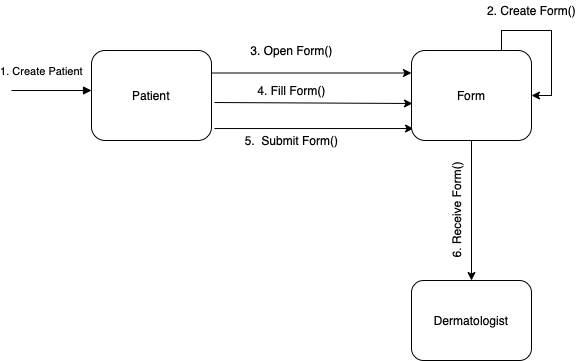 2. Create Form()
3. Open Form()
1. Create Patient
4. Fill Form()
Patient
Form
5.  Submit Form()
6. Receive Form()
Dermatologist